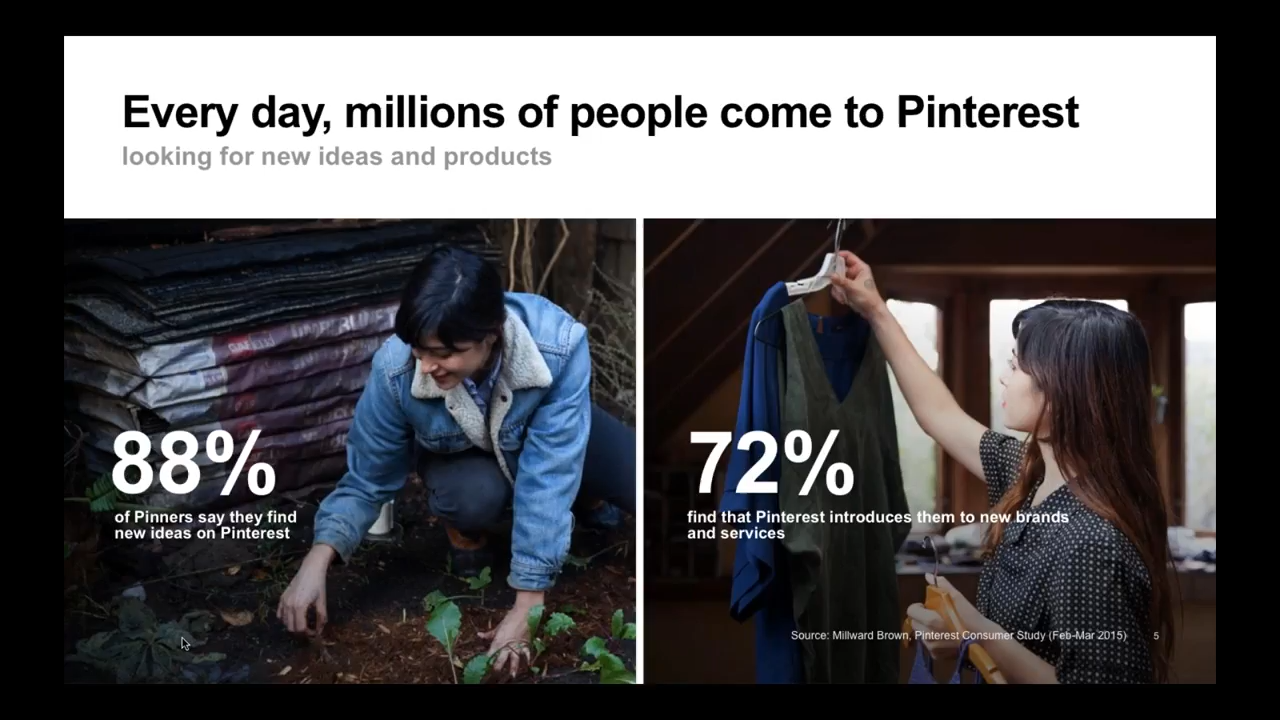 Every day, millions of people come to Pinterest
looking for new ideas and products
88%
of Pinners say they find
new ideas on Pinterest
72%
find that Pinterest introduces them to new brands
and services
Source: Millward Brown, Pinterest Consumer Study (Feb-Mar 2015)
5